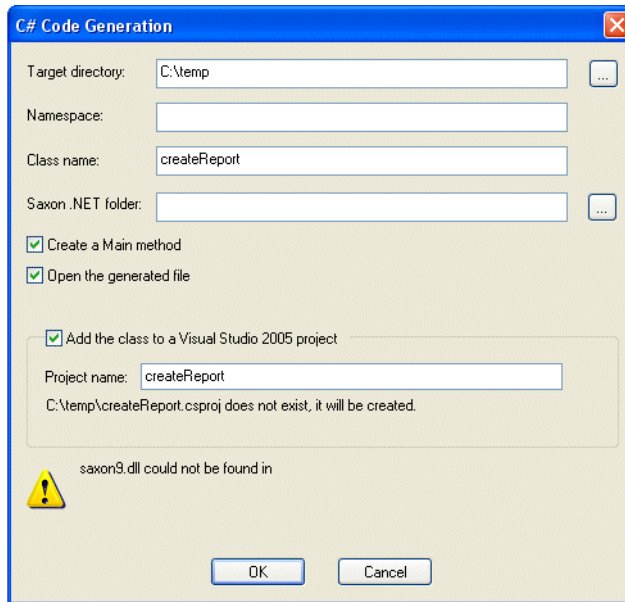 C# Code Generation
Target directory: C:\temp ...
Namespace:
Class name: createReport
Saxon .NET folder: ...
Create a Main method
Open the generated file
Add the class to a Visual Studio 2005 project
Project name: createReport
C:\temp\createReport.csproj does not exist, it will be created.
saxon9.dll could not be found in
OK Cancel